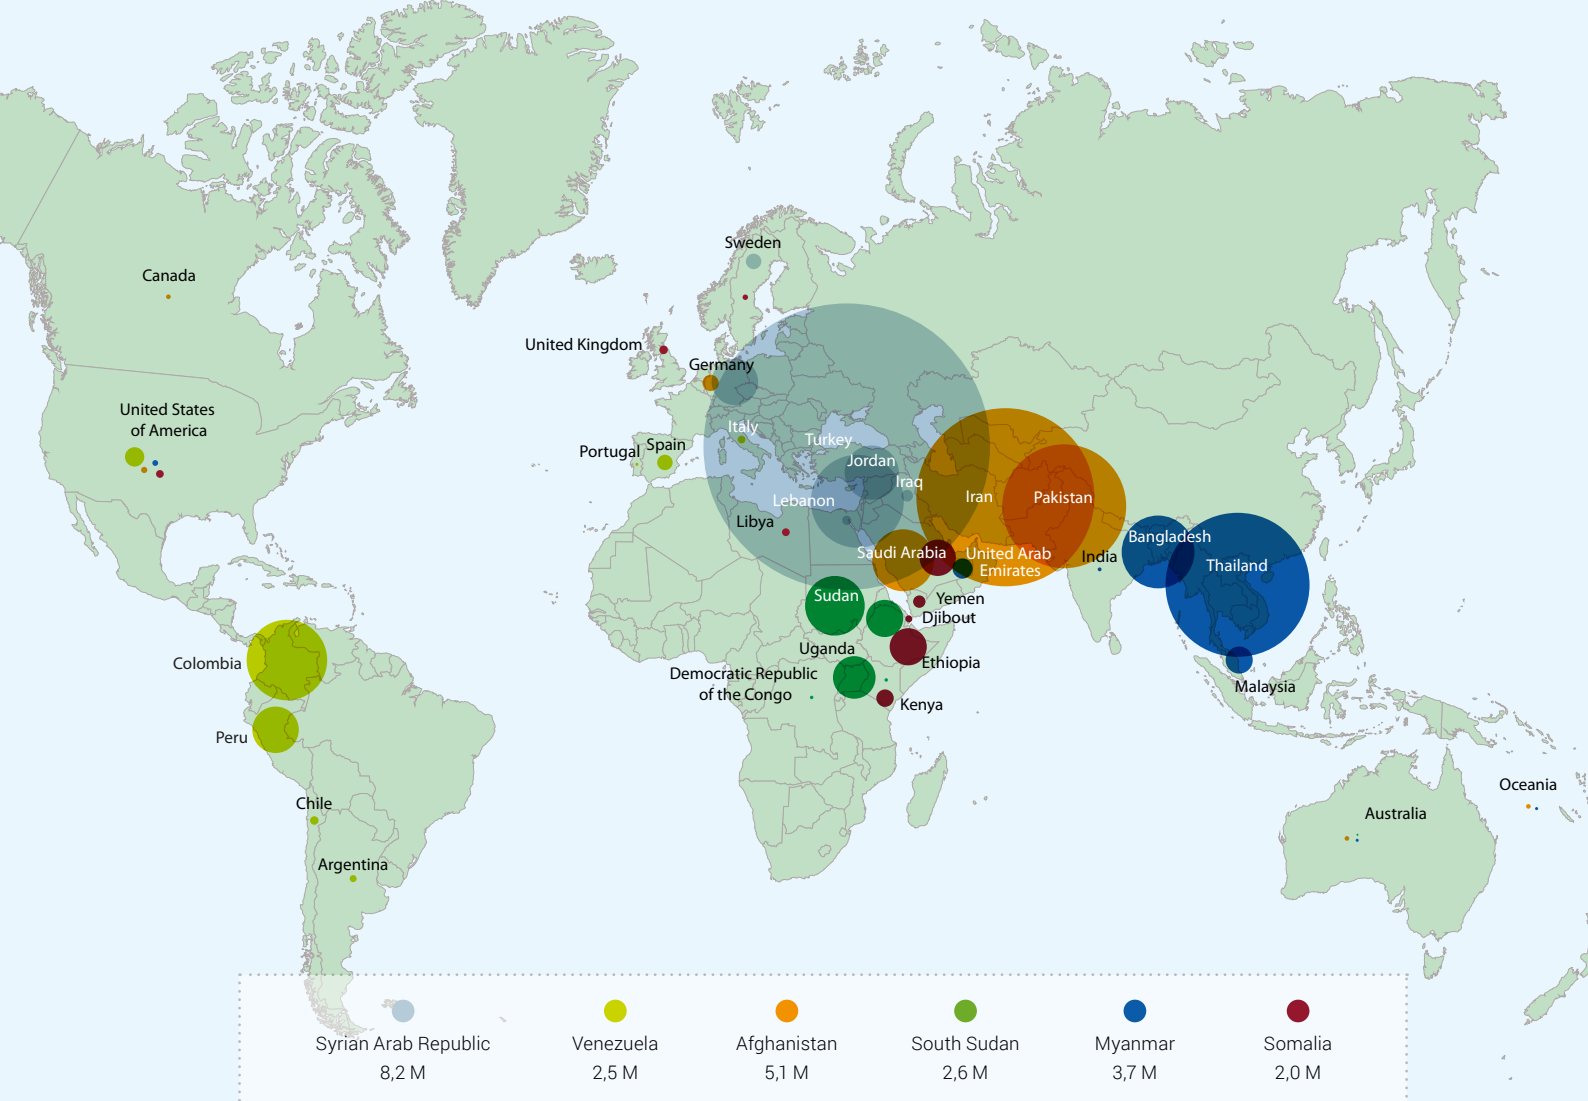 Sweden
Canada
United Kingdom
Germany
United States
of America
Italy
Turkey
Portugal
Spain
Jordan
Iraq
Lebanon
Iran
Pakistan
Libya
Saudi Arabia
United Arab
Emirates
India
Bangladesh
Thailand
Sudan
Yemen
Djibout
Uganda
Ethiopia
Colombia
Democratic Republic
of the Congo
Kenya
Malaysia
Peru
Oceania
Chile
Australia
Argentina
Syrian Arab Republic
8,2 M
Venezuela
2,5 M
Afghanistan
5,1 M
South Sudan
2,6 M
Myanmar
3,7 M
Somalia
2,0 M